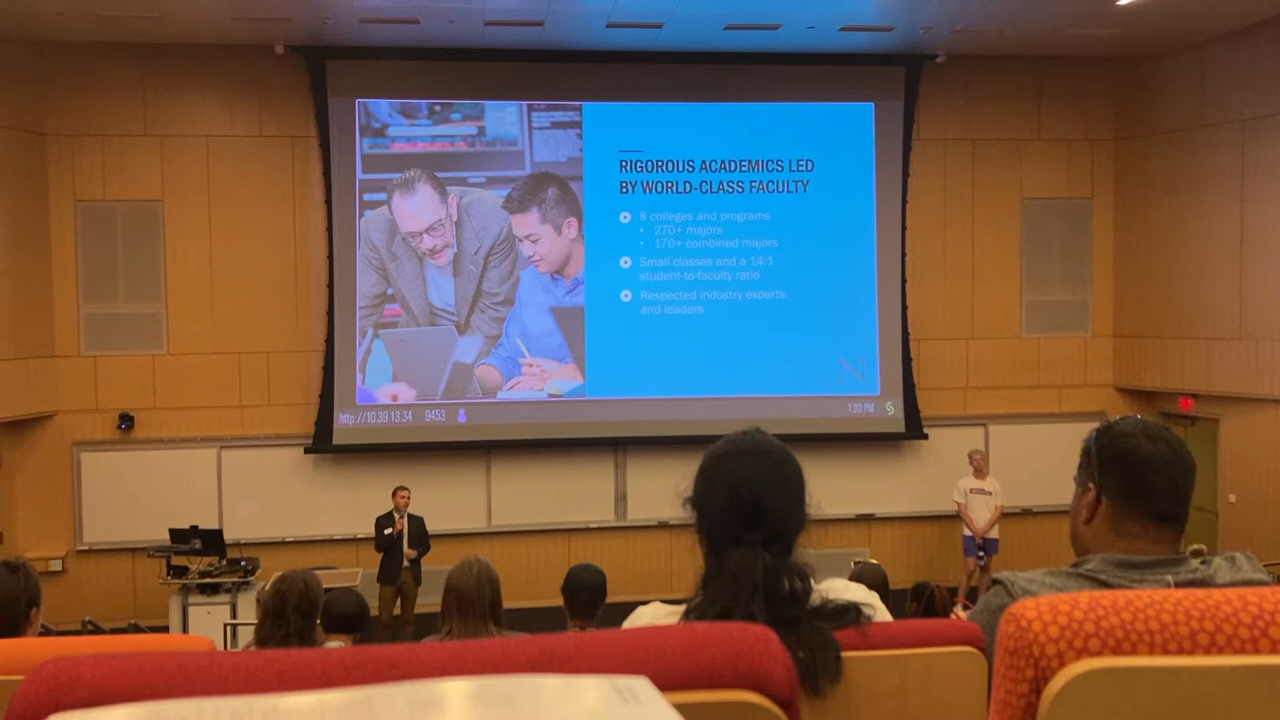 RIGOROUS ACADEMICS LED
BY WORLD-CLASS FACULTY
8 colleges and programs
• 270+ majors
• 170+ combined majors
Small classes and a 14:1
student-to faculty ratio
Respected industry experts
and leaders
N
http://10.39.13.34 9453
1:20 PM